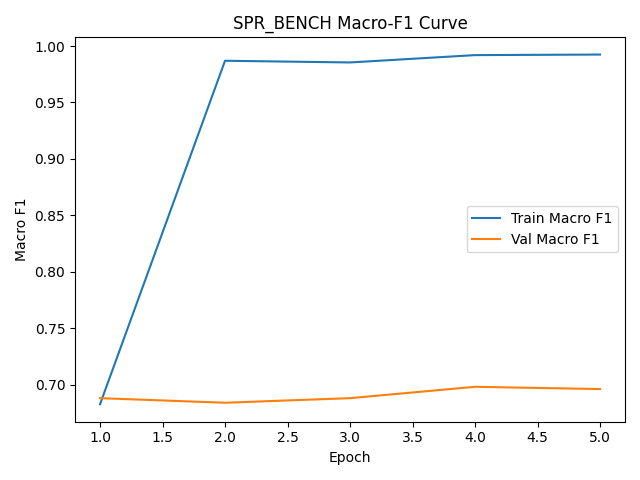 SPR_BENCH Macro-F1 Curve
1.00
0.95
0.90
0.85
0.80
0.75
0.70
Macro F1
Train Macro F1
Val Macro F1
1.0 1.5 2.0 2.5 3.0 3.5 4.0 4.5 5.0
Epoch